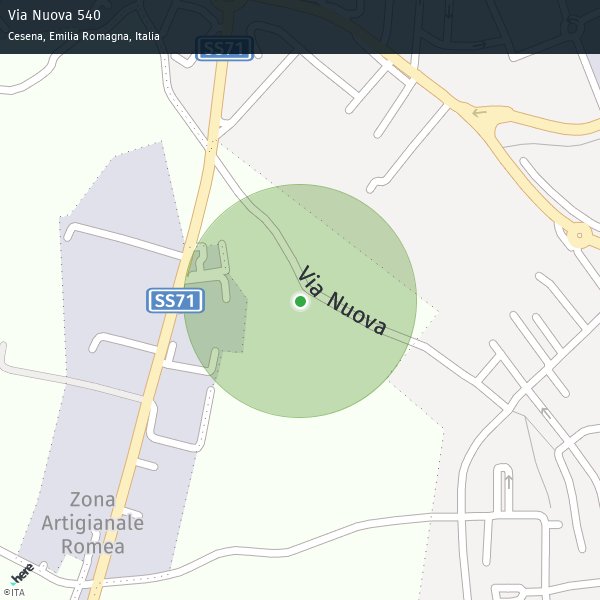 Via Nuova 540
Cesena, Emilia Romagna, Italia
SS71
Via Nuova
SS71
Zona
Artigianale
Romea
here
©ITA